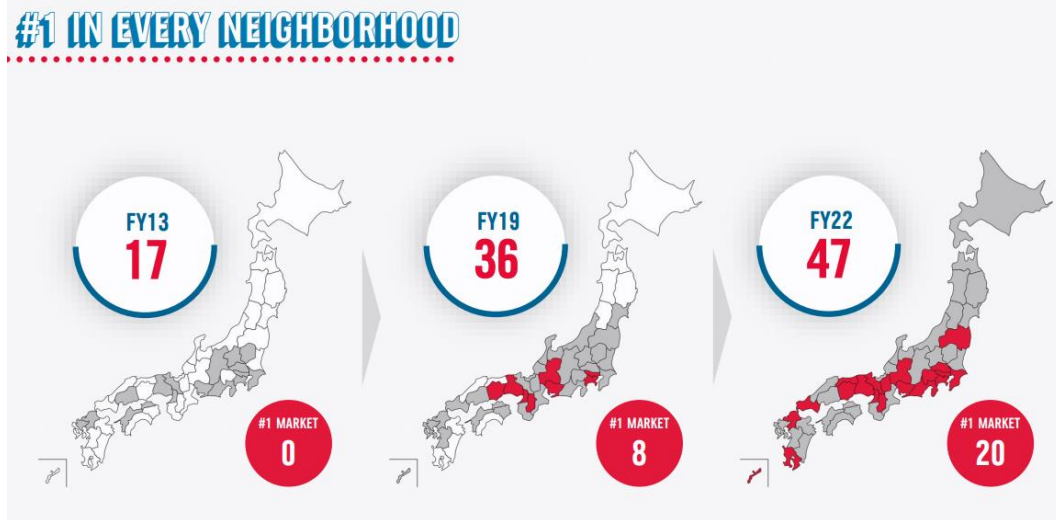 #1 IN EVERY NEIGHBORHOOD
FY13
17
#1 MARKET
0
FY19
36
#1 MARKET
8
FY22
47
#1 MARKET
20